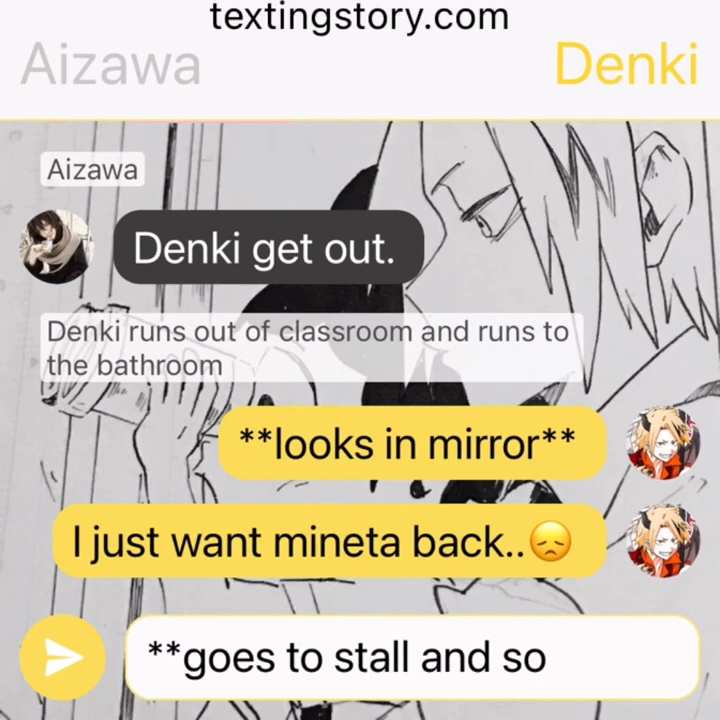 textingstory.com
Aizawa
Denki
Aizawa
Denki get out.
Denki runs out of classroom and runs to
the bathroom
**looks in mirror**
I just want mineta back..😞
**goes to stall and so